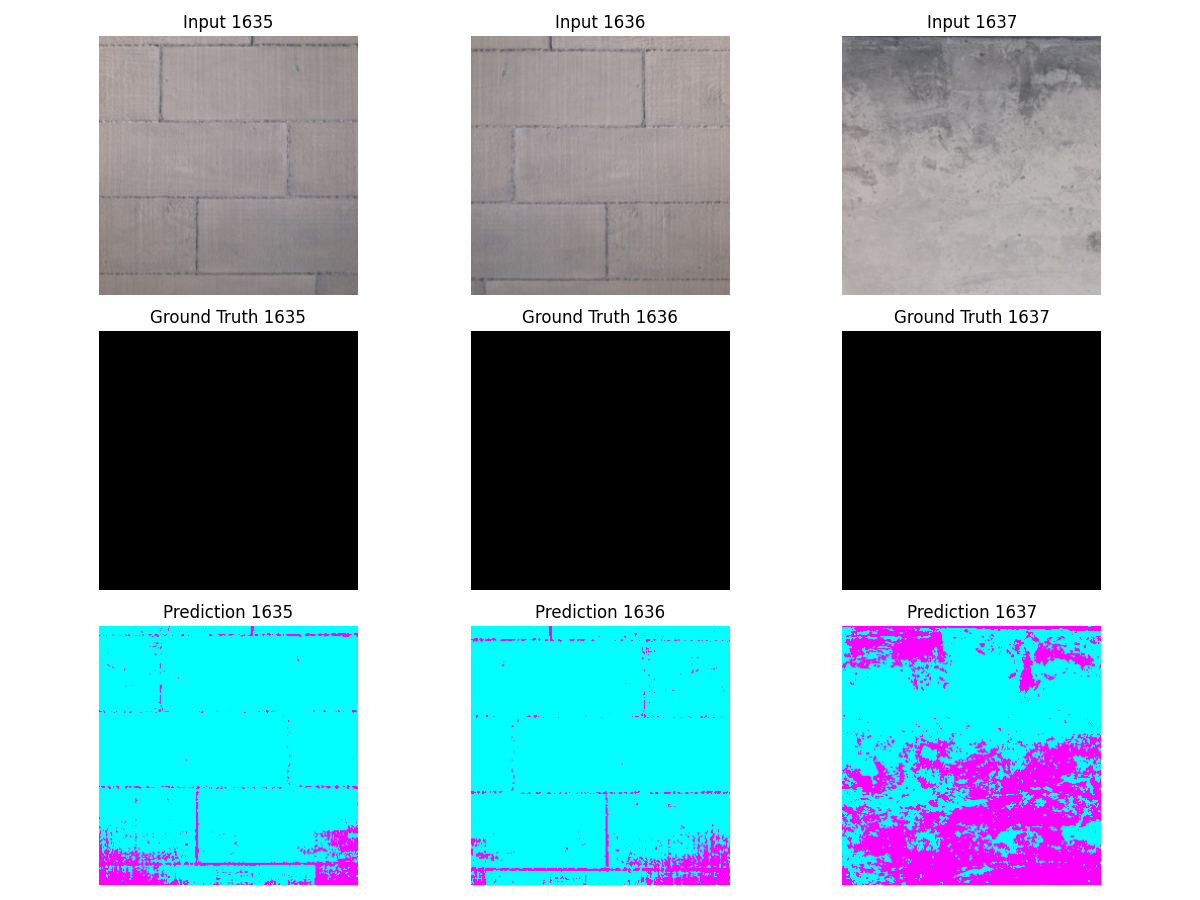 Input 1635
Input 1636
Input 1637
Ground Truth 1635
Ground Truth 1636
Ground Truth 1637
Prediction 1635
Prediction 1636
Prediction 1637